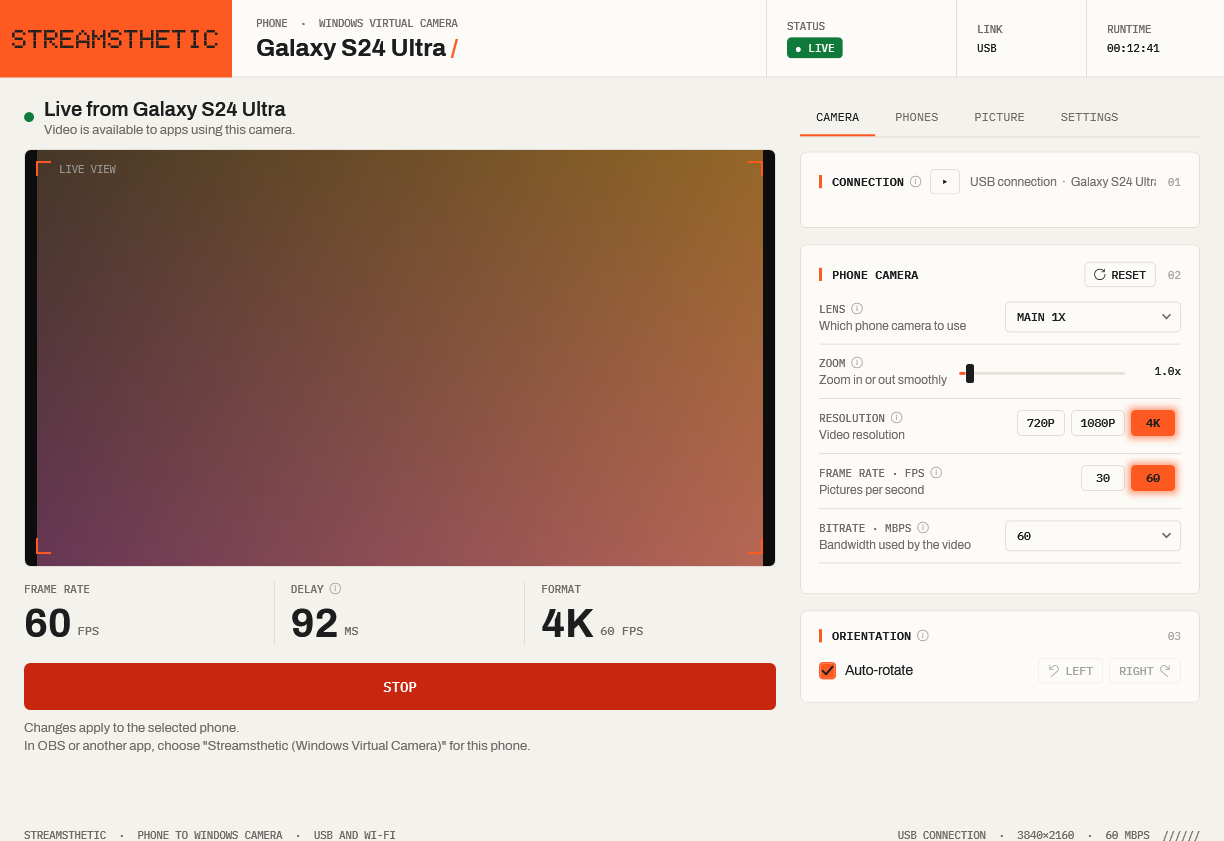 STREAMSTHETIC
PHONE · WINDOWS VIRTUAL CAMERA
Galaxy S24 Ultra /
STATUS
● LIVE
LINK
USB
RUNTIME
00:12:41
Live from Galaxy S24 Ultra
Video is available to apps using this camera.
LIVE VIEW
FRAME RATE
60 FPS
DELAY
92 MS
FORMAT
4K 60 FPS
STOP
Changes apply to the selected phone.
In OBS or another app, choose "Streamsthetic (Windows Virtual Camera)" for this phone.
CAMERA PHONES PICTURE SETTINGS
CONNECTION USB connection · Galaxy S24 Ultra 01
PHONE CAMERA RESET 02
LENS
Which phone camera to use
MAIN 1X
ZOOM
Zoom in or out smoothly
1.0x
RESOLUTION
Video resolution
720P 1080P 4K
FRAME RATE · FPS
Pictures per second
30 60
BITRATE · MBPS
Bandwidth used by the video
60
ORIENTATION 03
Auto-rotate LEFT RIGHT
STREAMSTHETIC · PHONE TO WINDOWS CAMERA · USB AND WI-FI
USB CONNECTION · 3840×2160 · 60 MBPS //////